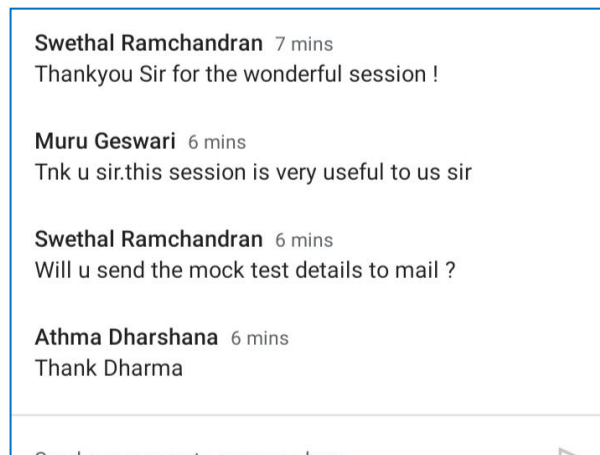 Swethal Ramchandran 7 mins
Thankyou Sir for the wonderful session !
Muru Geswari 6 mins
Tnk u sir.this session is very useful to us sir
Swethal Ramchandran 6 mins
Will u send the mock test details to mail ?
Athma Dharshana 6 mins
Thank Dharma